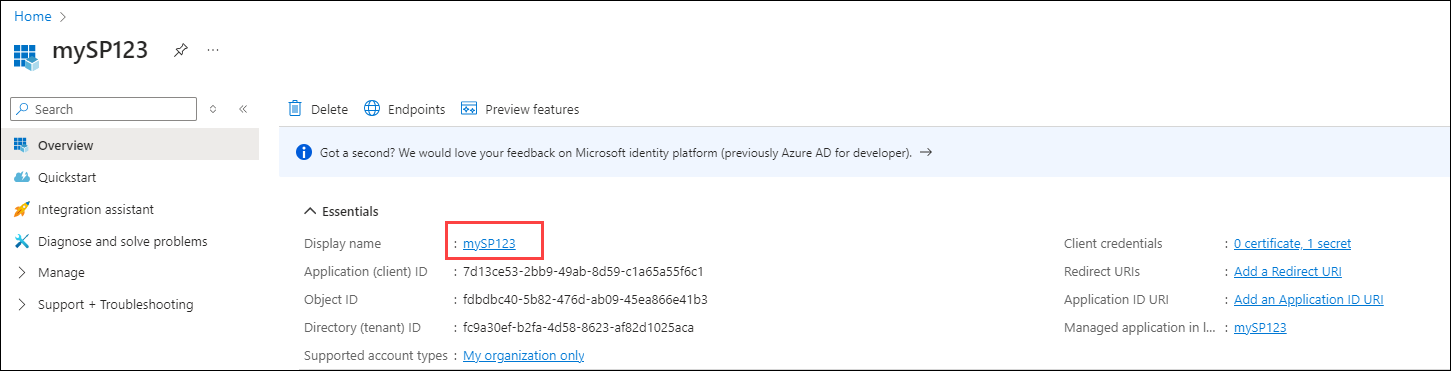 Home >
mySP123 ...
Search
Delete Endpoints Preview features
Overview
Got a second? We would love your feedback on Microsoft identity platform (previously Azure AD for developer). →
Quickstart
Integration assistant
Essentials
Diagnose and solve problems
Display name : mySP123
Client credentials : 0 certificate, 1 secret
Manage
Application (client) ID : 7d13ce53-2bb9-49ab-8d59-c1a65a55f6c1
Redirect URIs : Add a Redirect URI
Support + Troubleshooting
Object ID : fdbdbc40-5b82-476d-ab09-45ea866e41b3
Application ID URI : Add an Application ID URI
Directory (tenant) ID : fc9a30ef-b2fa-4d58-8623-af82d1025aca
Managed application in l... : mySP123
Supported account types : My organization only